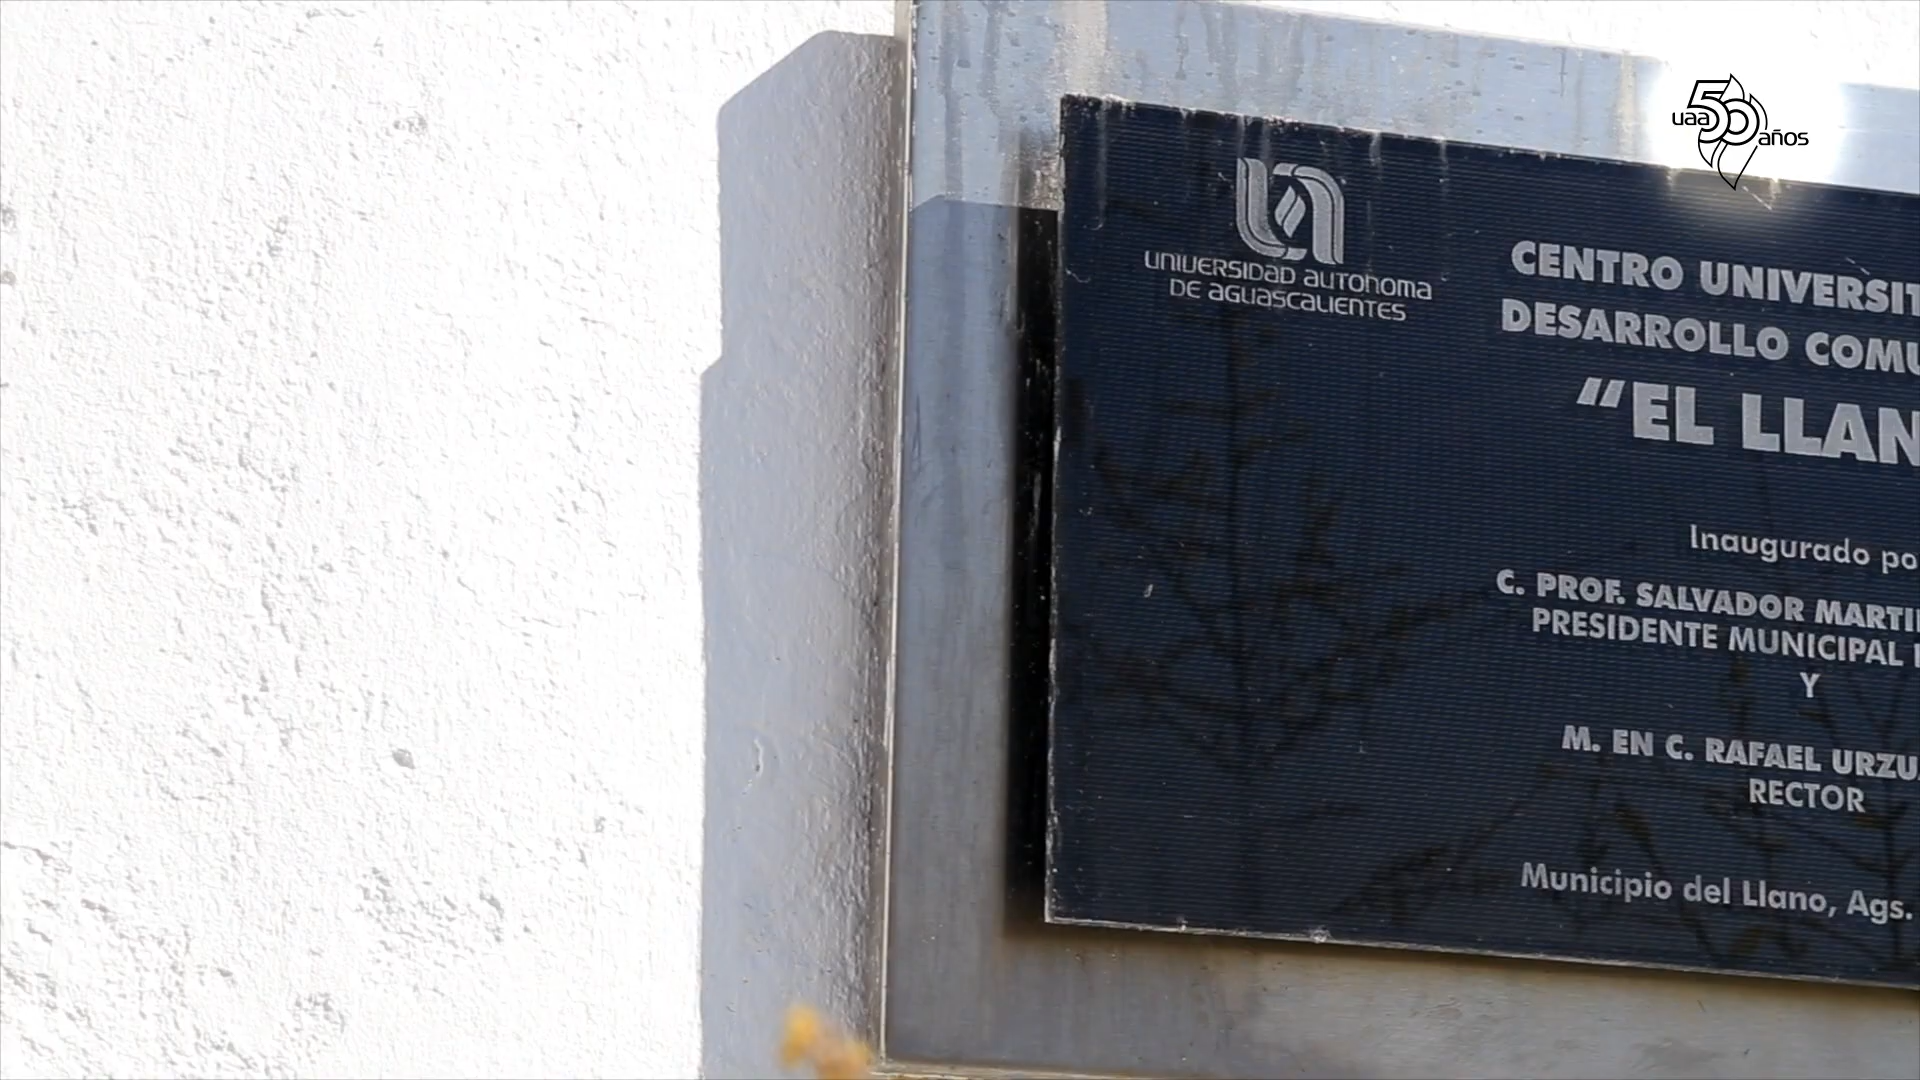 uaa 50 años
UNIVERSIDAD AUTONOMA
DE AGUASCALIENTES
CENTRO UNIVERSIT
DESARROLLO COMU
“EL LLAN
Inaugurado po
C. PROF. SALVADOR MARTI
PRESIDENTE MUNICIPAL
Y
M. EN C. RAFAEL URZU
RECTOR
Municipio del Llano, Ags.